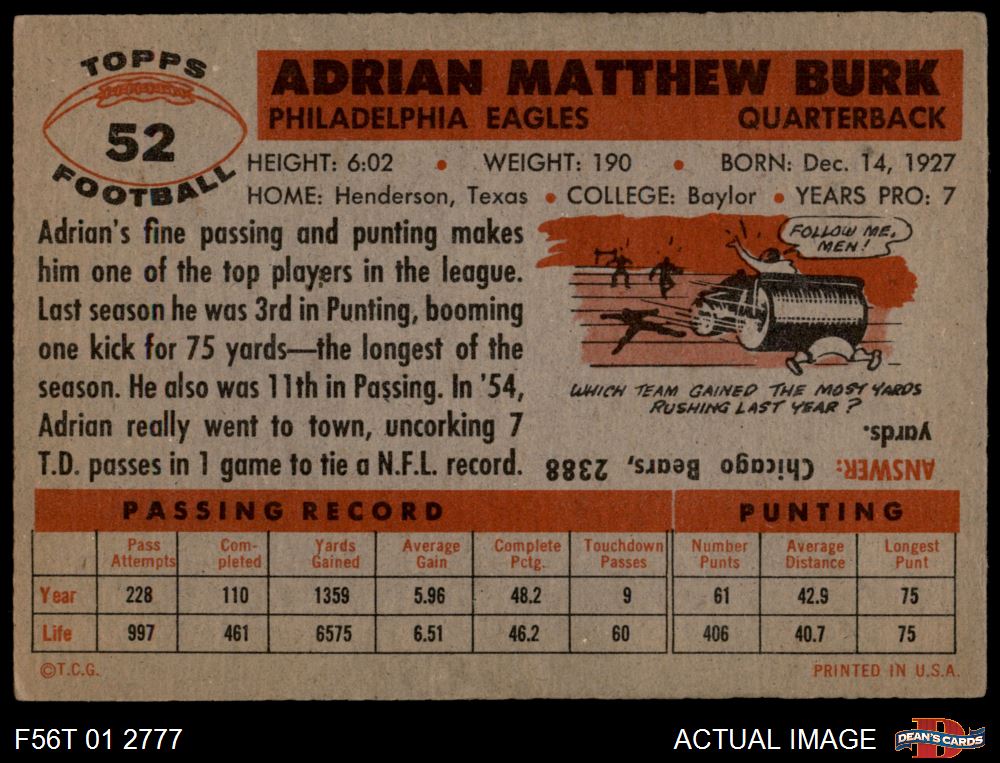 TOPPS
52
FOOTBALL
ADRIAN MATTHEW BURK
PHILADELPHIA EAGLES QUARTERBACK
HEIGHT: 6:02 • WEIGHT: 190 • BORN: Dec. 14, 1927
HOME: Henderson, Texas • COLLEGE: Baylor • YEARS PRO: 7
Adrian's fine passing and punting makes
him one of the top players in the league.
Last season he was 3rd in Punting, booming
one kick for 75 yards—the longest of the
season. He also was 11th in Passing. In '54,
Adrian really went to town, uncorking 7
T.D. passes in 1 game to tie a N.F.L. record.
FOLLOW ME,
MEN!
WHICH TEAM GAINED THE MOST YARDS
RUSHING LAST YEAR?
ANSWER: Chicago Bears, 2388
yards.
PASSING RECORD PUNTING
Pass Attempts Com-pleted Yards Gained Average Gain Complete Pctg. Touchdown Passes Number Punts Average Distance Longest Punt
Year 228 110 1359 5.96 48.2 9 61 42.9 75
Life 997 461 6575 6.51 46.2 60 406 40.7 75
©T.C.G. PRINTED IN U.S.A.
F56T 01 2777 ACTUAL IMAGE DEAN'S CARDS